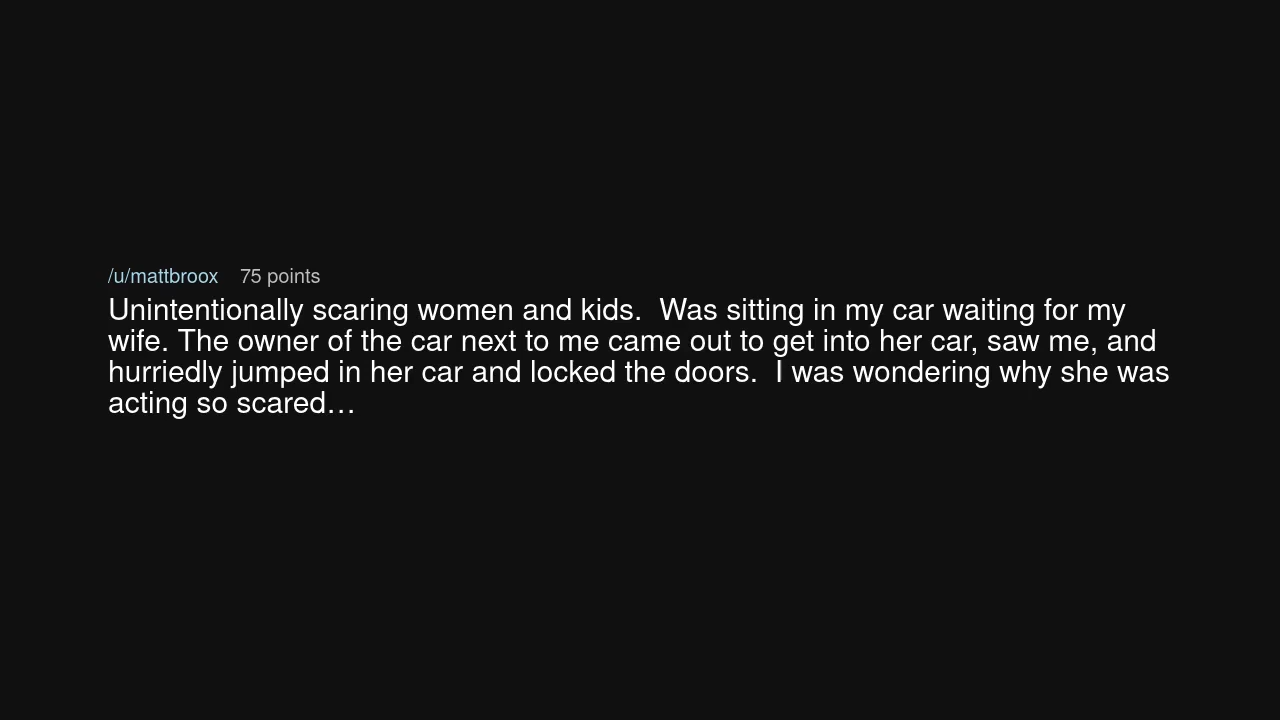 /u/mattbroox 75 points
Unintentionally scaring women and kids.  Was sitting in my car waiting for my
wife. The owner of the car next to me came out to get into her car, saw me, and
hurriedly jumped in her car and locked the doors.  I was wondering why she was
acting so scared…